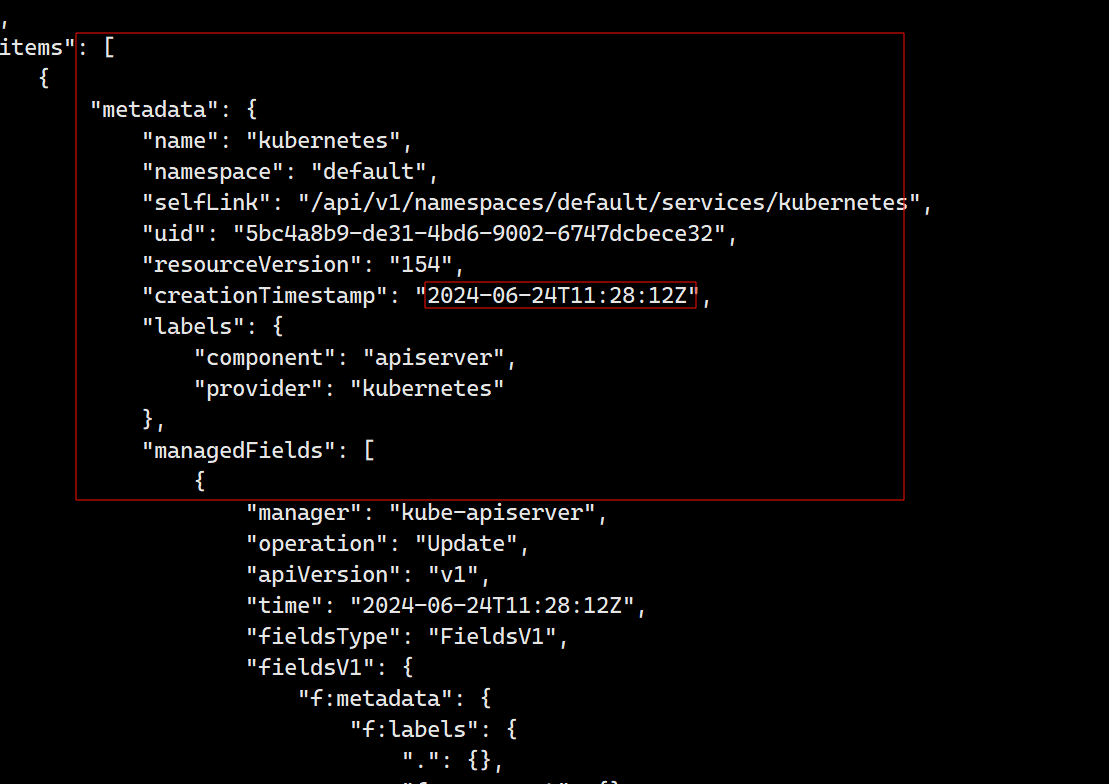 ,
items": [
{
"metadata": {
"name": "kubernetes",
"namespace": "default",
"selfLink": "/api/v1/namespaces/default/services/kubernetes",
"uid": "5bc4a8b9-de31-4bd6-9002-6747dcbece32",
"resourceVersion": "154",
"creationTimestamp": "2024-06-24T11:28:12Z",
"labels": {
"component": "apiserver",
"provider": "kubernetes"
},
"managedFields": [
{
"manager": "kube-apiserver",
"operation": "Update",
"apiVersion": "v1",
"time": "2024-06-24T11:28:12Z",
"fieldsType": "FieldsV1",
"fieldsV1": {
"f:metadata": {
"f:labels": {
".": {},